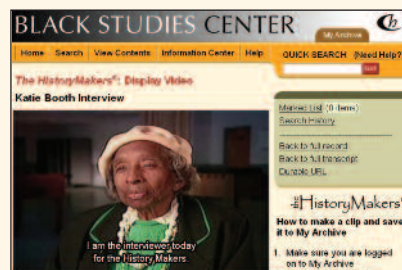 BLACK STUDIES CENTER
My Archive
Home Search View Contents Information Center Help
QUICK SEARCH (Need Help?
The HistoryMakers®: Display Video
Katie Booth Interview
Marked List (0 items)
Search History
Back to full record
Back to full transcript
Durable URL
I am the interviewer today
for the History Makers.
HistoryMakers
How to make a clip and save
it to My Archive
1. Make sure you are logged
on to My Archive